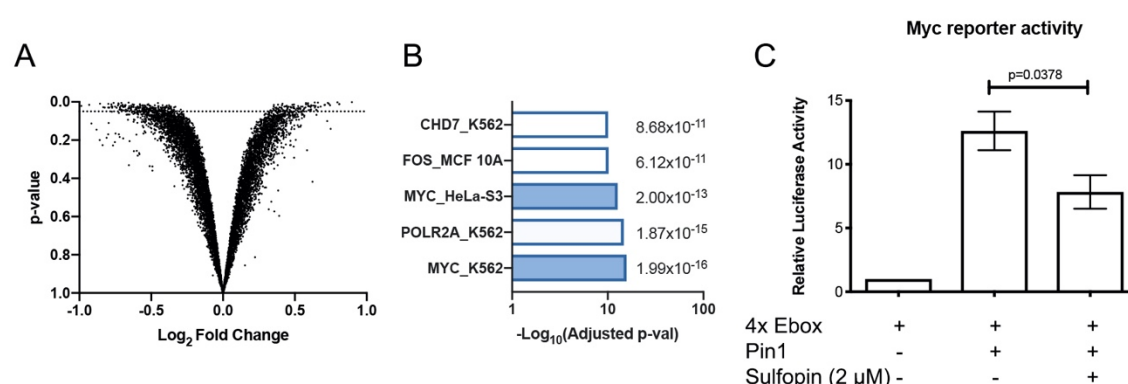 A
p-value
0.0
0.2
0.4
0.6
0.8
1.0
-1.0 -0.5 0.0 0.5 1.0
Log2 Fold Change
B
CHD7_K562 8.68x10-11
FOS_MCF 10A 6.12x10-11
MYC_HeLa-S3 2.00x10-13
POLR2A_K562 1.87x10-15
MYC_K562 1.99x10-16
1 10 100
-Log10(Adjusted p-val)
C
Myc reporter activity
p=0.0378
Relative Luciferase Activity
15
10
5
0
4x Ebox + + +
Pin1 - + +
Sulfopin (2 µM) - - +